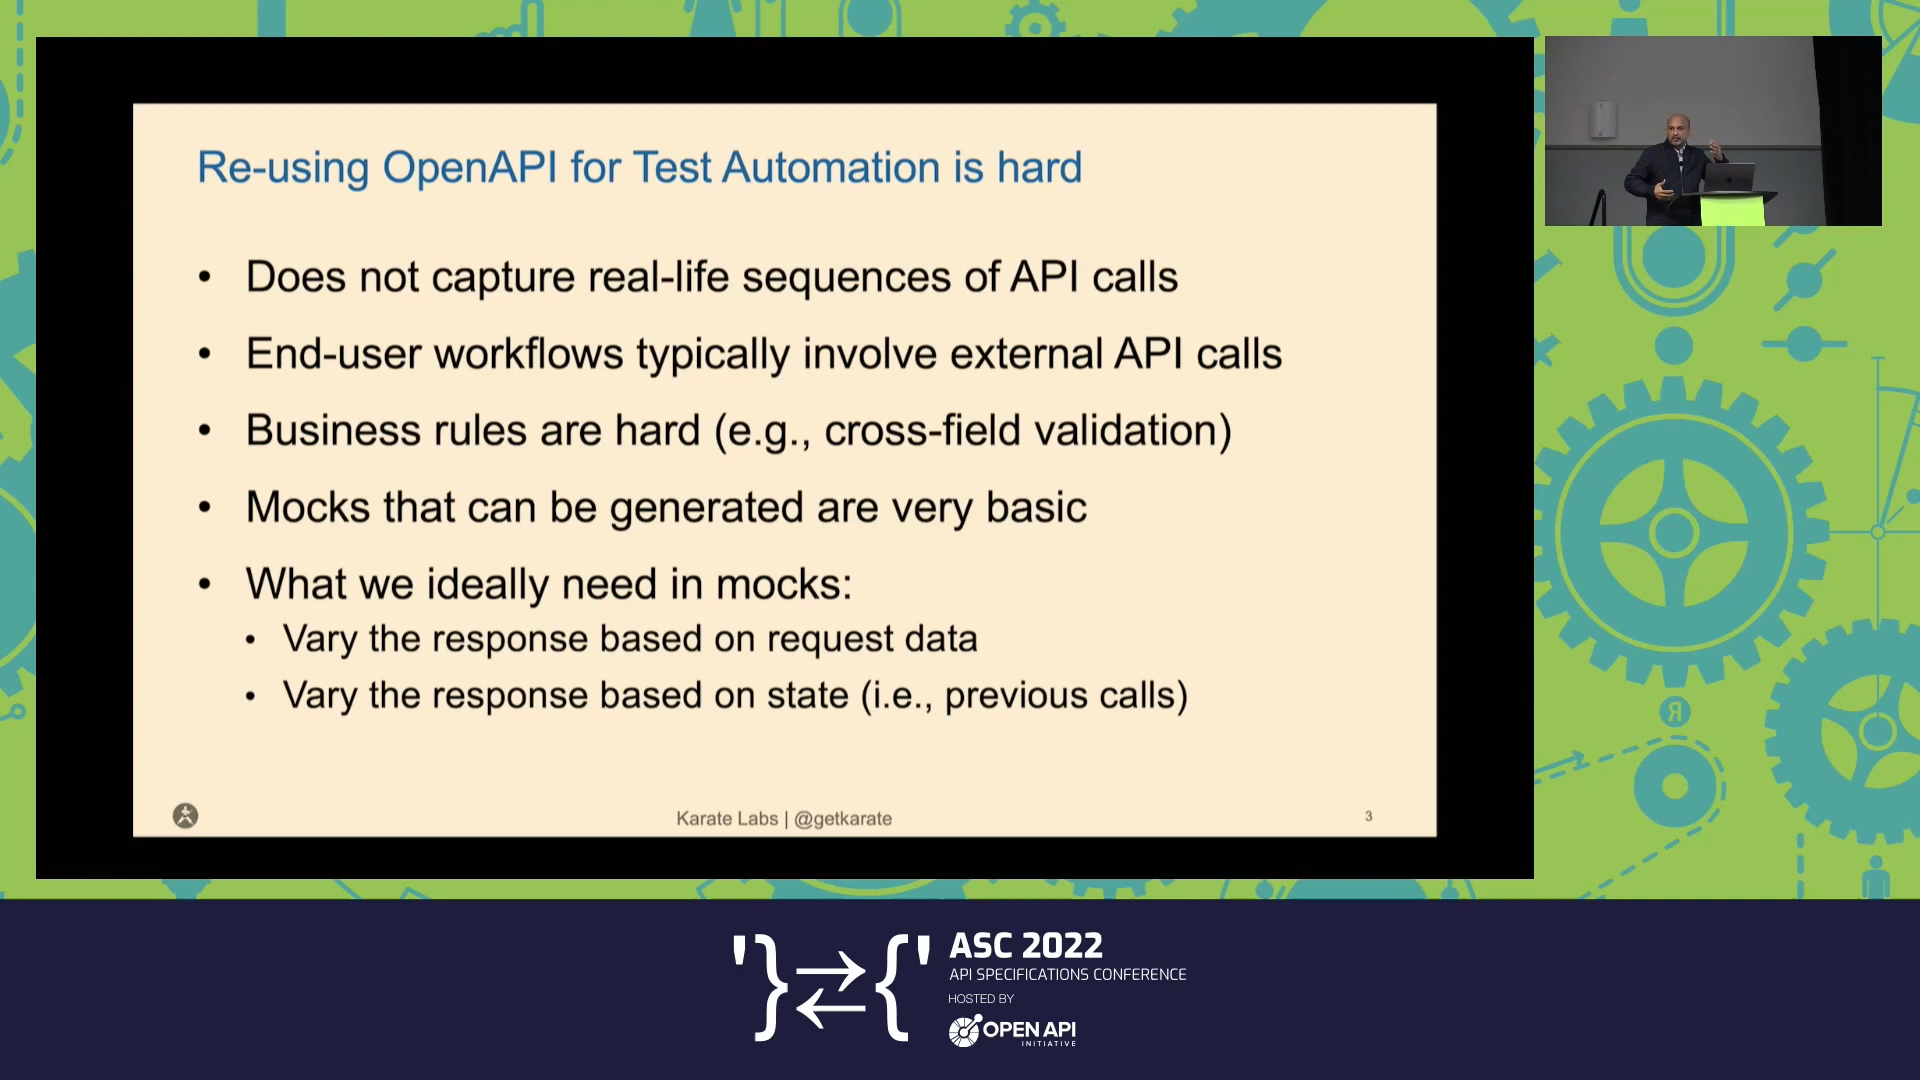 Re-using OpenAPI for Test Automation is hard
• Does not capture real-life sequences of API calls
• End-user workflows typically involve external API calls
• Business rules are hard (e.g., cross-field validation)
• Mocks that can be generated are very basic
• What we ideally need in mocks:
• Vary the response based on request data
• Vary the response based on state (i.e., previous calls)
Karate Labs | @getkarate
3
Я
'}⇄{'
ASC 2022
API SPECIFICATIONS CONFERENCE
HOSTED BY
OPEN API
INITIATIVE